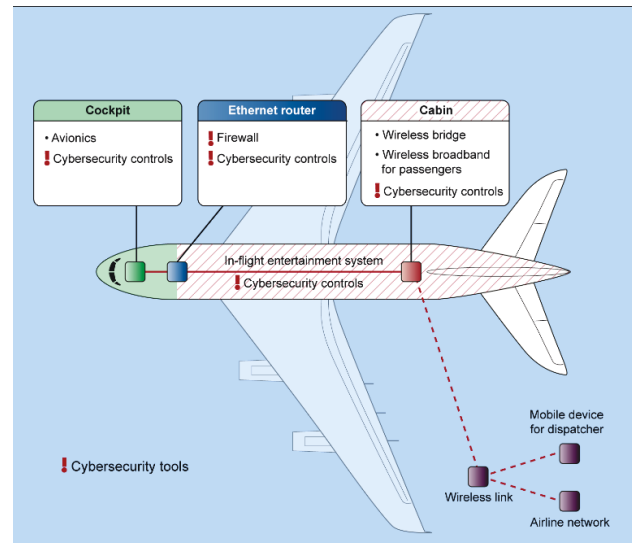 Cockpit
• Avionics
! Cybersecurity controls
Ethernet router
! Firewall
! Cybersecurity controls
Cabin
• Wireless bridge
• Wireless broadband
for passengers
! Cybersecurity controls
In-flight entertainment system
! Cybersecurity controls
Mobile device
for dispatcher
! Cybersecurity tools
Wireless link
Airline network